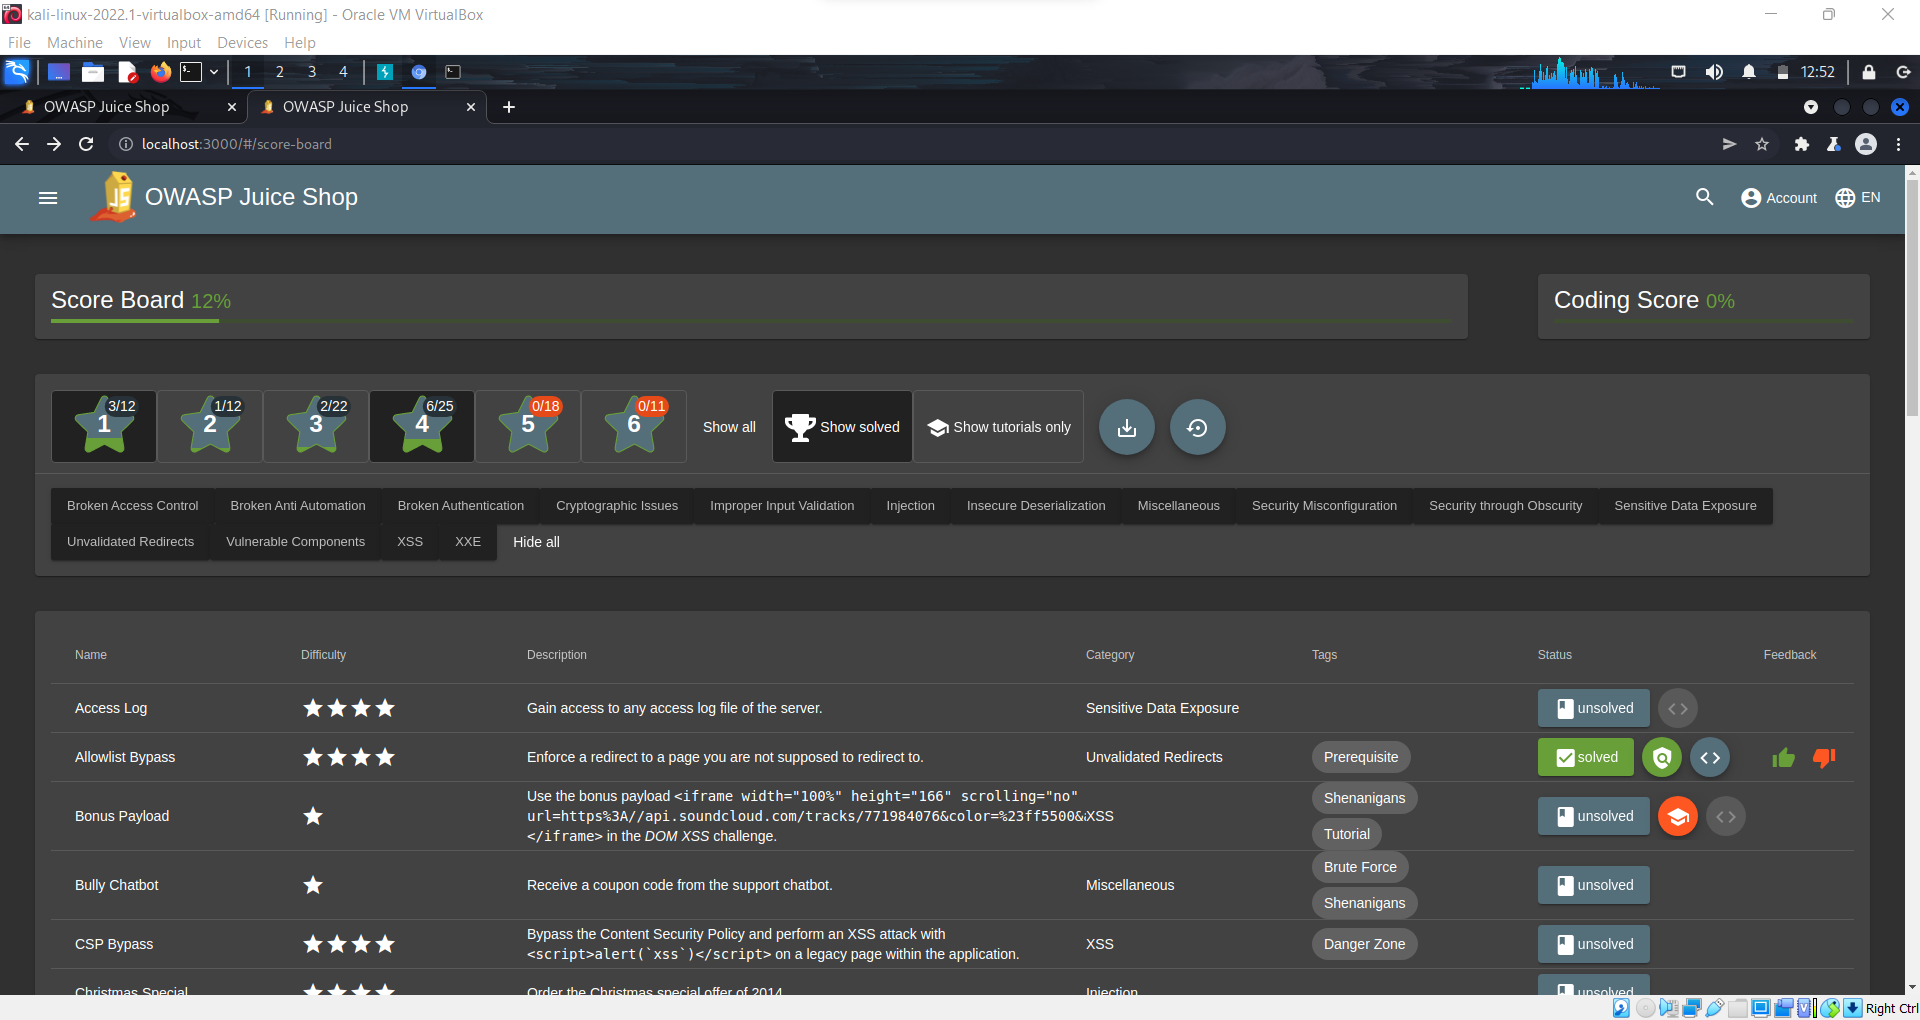 kali-linux-2022.1-virtualbox-amd64 [Running] - Oracle VM VirtualBox
File Machine View Input Devices Help
1 2 3 4 12:52
OWASP Juice Shop OWASP Juice Shop
localhost:3000/#/score-board
JS OWASP Juice Shop Account EN
Score Board 12% Coding Score 0%
3/12 1/12 2/22 6/25 0/18 0/11
1 2 3 4 5 6 Show all Show solved Show tutorials only
Broken Access Control Broken Anti Automation Broken Authentication Cryptographic Issues Improper Input Validation Injection Insecure Deserialization Miscellaneous Security Misconfiguration Security through Obscurity Sensitive Data Exposure
Unvalidated Redirects Vulnerable Components XSS XXE Hide all
Name Difficulty Description Category Tags Status Feedback
Access Log Gain access to any access log file of the server. Sensitive Data Exposure unsolved
Allowlist Bypass Enforce a redirect to a page you are not supposed to redirect to. Unvalidated Redirects Prerequisite solved
Use the bonus payload <iframe width="100%" height="166" scrolling="no" Shenanigans
Bonus Payload url=https%3A//api.soundcloud.com/tracks/771984076&color=%23ff5500& XSS unsolved
</iframe> in the DOM XSS challenge. Tutorial
Brute Force
Bully Chatbot Receive a coupon code from the support chatbot. Miscellaneous unsolved
Shenanigans
Bypass the Content Security Policy and perform an XSS attack with
CSP Bypass XSS Danger Zone unsolved
<script>alert(`xss`)</script> on a legacy page within the application.
Christmas Special Order the Christmas special offer of 2014. Injection unsolved
Right Ctrl